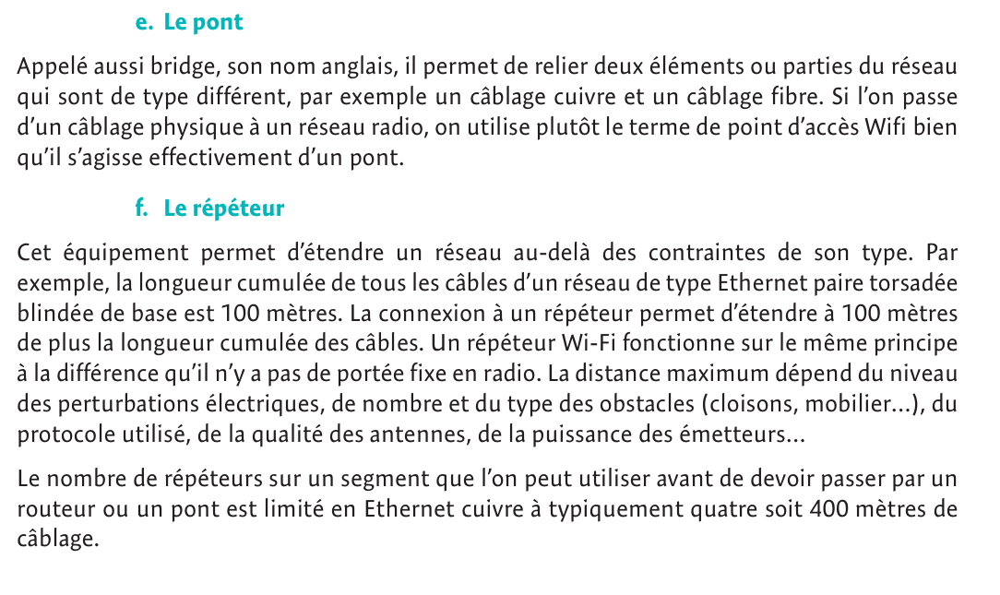 e. Le pont
Appelé aussi bridge, son nom anglais, il permet de relier deux éléments ou parties du réseau
qui sont de type différent, par exemple un câblage cuivre et un câblage fibre. Si l’on passe
d’un câblage physique à un réseau radio, on utilise plutôt le terme de point d’accès Wifi bien
qu’il s’agisse effectivement d’un pont.
f. Le répéteur
Cet équipement permet d’étendre un réseau au-delà des contraintes de son type. Par
exemple, la longueur cumulée de tous les câbles d’un réseau de type Ethernet paire torsadée
blindée de base est 100 mètres. La connexion à un répéteur permet d’étendre à 100 mètres
de plus la longueur cumulée des câbles. Un répéteur Wi-Fi fonctionne sur le même principe
à la différence qu’il n’y a pas de portée fixe en radio. La distance maximum dépend du niveau
des perturbations électriques, de nombre et du type des obstacles (cloisons, mobilier…), du
protocole utilisé, de la qualité des antennes, de la puissance des émetteurs…
Le nombre de répéteurs sur un segment que l’on peut utiliser avant de devoir passer par un
routeur ou un pont est limité en Ethernet cuivre à typiquement quatre soit 400 mètres de
câblage.